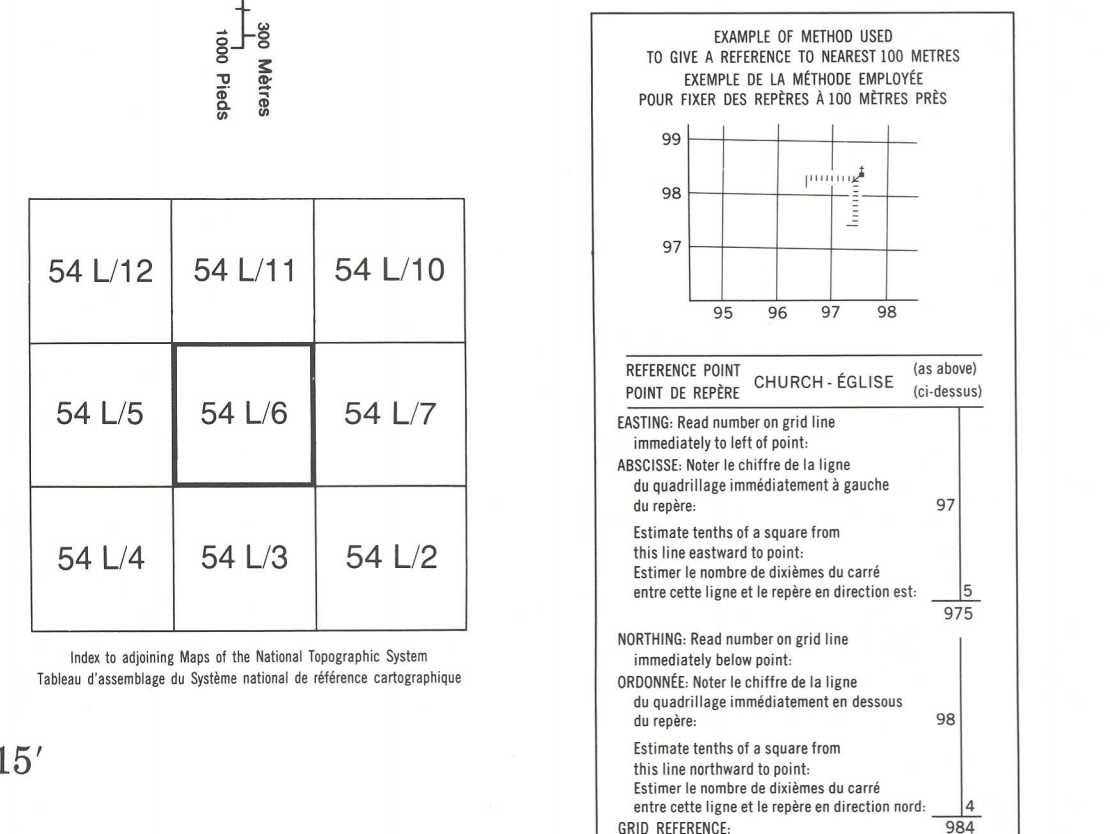 300 Mètres
1000 Pieds
54 L/12 54 L/11 54 L/10
54 L/5 54 L/6 54 L/7
54 L/4 54 L/3 54 L/2
Index to adjoining Maps of the National Topographic System
Tableau d'assemblage du Système national de référence cartographique
15′
EXAMPLE OF METHOD USED
TO GIVE A REFERENCE TO NEAREST 100 METRES
EXEMPLE DE LA MÉTHODE EMPLOYÉE
POUR FIXER DES REPÈRES À 100 MÈTRES PRÈS
99
98
97
95 96 97 98
REFERENCE POINT
POINT DE REPÈRE
CHURCH - ÉGLISE
(as above)
(ci-dessus)
EASTING: Read number on grid line
immediately to left of point:
ABSCISSE: Noter le chiffre de la ligne
du quadrillage immédiatement à gauche
du repère: 97
Estimate tenths of a square from
this line eastward to point:
Estimer le nombre de dixièmes du carré
entre cette ligne et le repère en direction est: 5
975
NORTHING: Read number on grid line
immediately below point:
ORDONNÉE: Noter le chiffre de la ligne
du quadrillage immédiatement en dessous
du repère: 98
Estimate tenths of a square from
this line northward to point:
Estimer le nombre de dixièmes du carré
entre cette ligne et le repère en direction nord: 4
GRID REFERENCE: 984